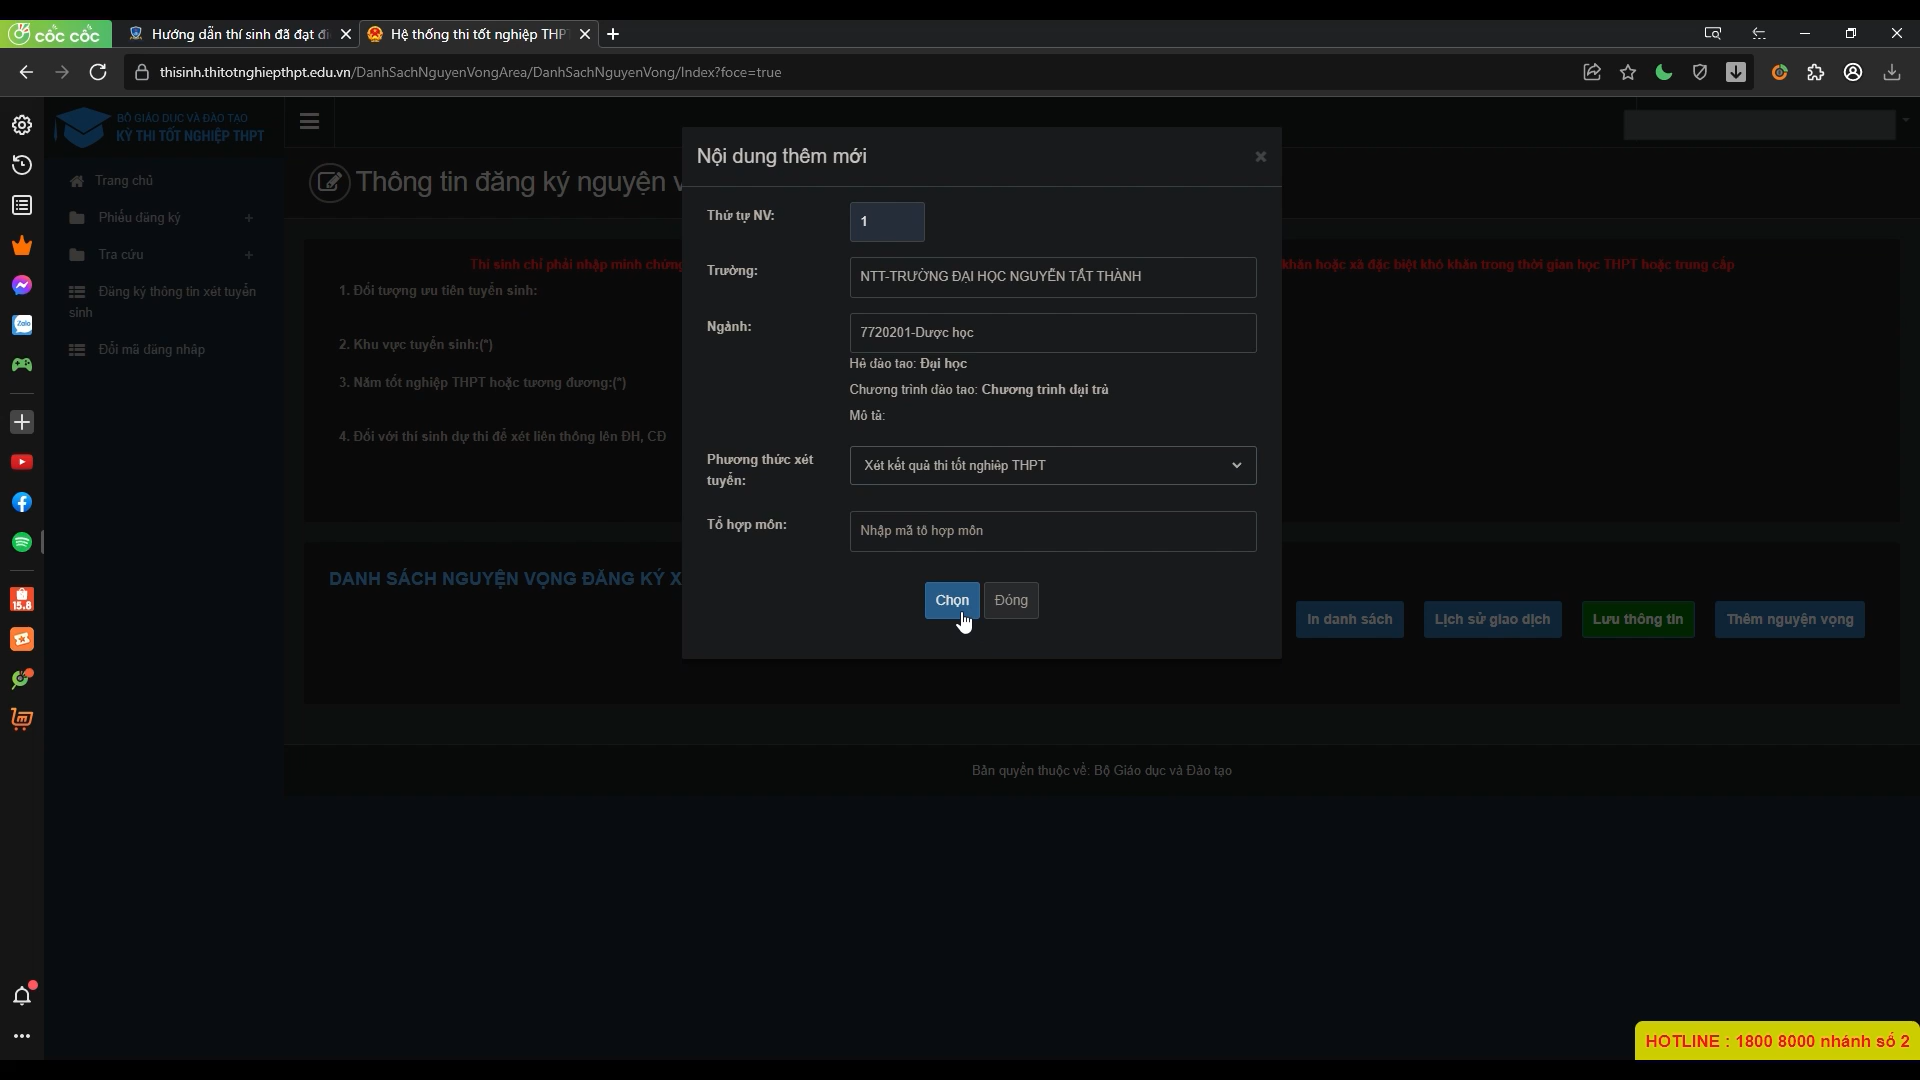 cốc cốc
Hướng dẫn thí sinh đã đạt đi
Hệ thống thi tốt nghiệp THP
thisinh.thitotnghiepthpt.edu.vn/DanhSachNguyenVongArea/DanhSachNguyenVong/Index?foce=true
BỘ GIÁO DỤC VÀ ĐÀO TẠO
KỲ THI TỐT NGHIỆP THPT
Trang chủ
Phiếu đăng ký
Tra cứu
Đăng ký thông tin xét tuyển
sinh
Đổi mã đăng nhập
Thông tin đăng ký nguyện v
Thí sinh chỉ phải nhập minh chứng
khăn hoặc xã đặc biệt khó khăn trong thời gian học THPT hoặc trung cấp
1. Đối tượng ưu tiên tuyển sinh:
2. Khu vực tuyển sinh:(*)
3. Năm tốt nghiệp THPT hoặc tương đương:(*)
4. Đối với thí sinh dự thi để xét liên thông lên ĐH, CĐ
Nội dung thêm mới
Thứ tự NV:
1
Trường:
NTT-TRƯỜNG ĐẠI HỌC NGUYỄN TẤT THÀNH
Ngành:
7720201-Dược học
Hệ đào tạo: Đại học
Chương trình đào tạo: Chương trình đại trà
Mô tả:
Phương thức xét
tuyển:
Xét kết quả thi tốt nghiệp THPT
Tổ hợp môn:
Nhập mã tổ hợp môn
Chọn
Đóng
DANH SÁCH NGUYỆN VỌNG ĐĂNG KÝ X
In danh sách
Lịch sử giao dịch
Lưu thông tin
Thêm nguyện vọng
Bản quyền thuộc về: Bộ Giáo dục và Đào tạo
Zalo
15.8
HOTLINE : 1800 8000 nhánh số 2